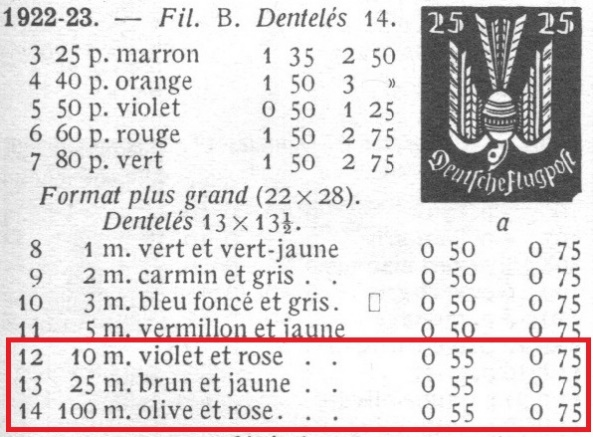 1922-23. — Fil. B. Dentelés 14.
3 25 p. marron 1 35 2 50
4 40 p. orange 1 50 3 »
5 50 p. violet 0 50 1 25
6 60 p. rouge 1 50 2 75
7 80 p. vert 1 50 2 75
25 25
Deutsche Flugpost
Format plus grand (22 × 28).
Dentelés 13 × 13½.
a
8 1 m. vert et vert-jaune 0 50 0 75
9 2 m. carmin et gris . . 0 50 0 75
10 3 m. bleu foncé et gris. 0 50 0 75
11 5 m. vermillon et jaune 0 50 0 75
12 10 m. violet et rose . . 0 55 0 75
13 25 m. brun et jaune . . 0 55 0 75
14 100 m. olive et rose. . . 0 55 0 75